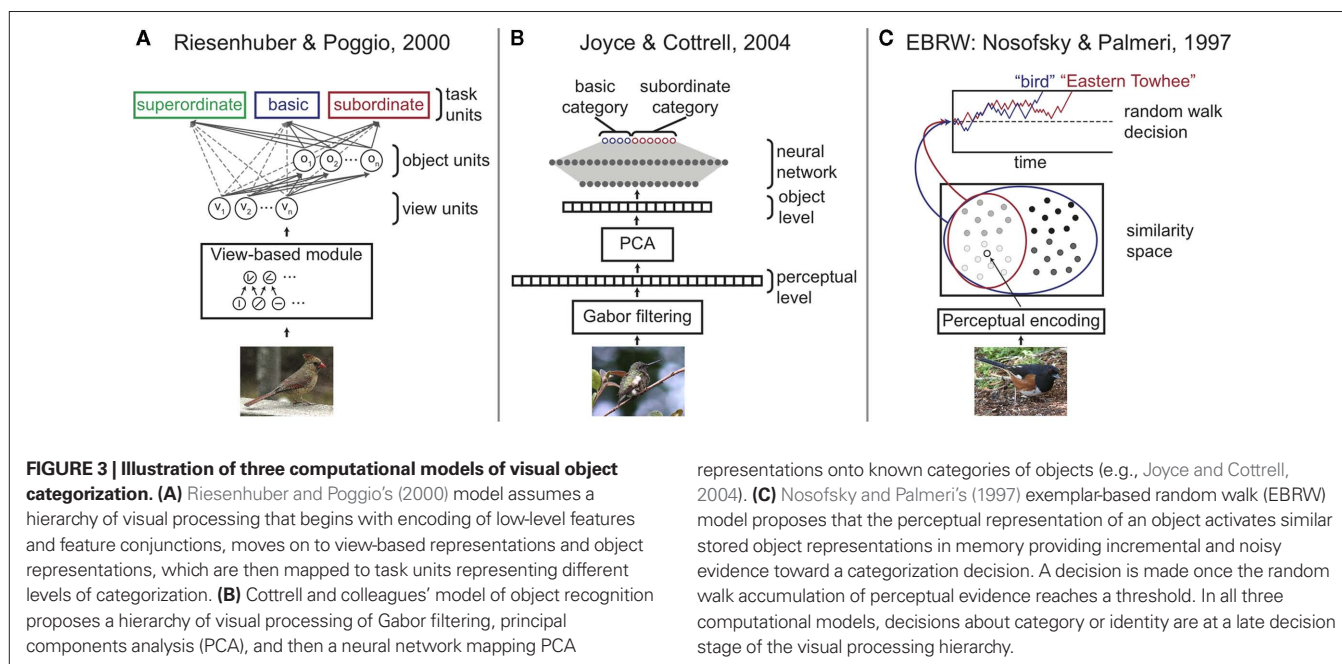 A Riesenhuber & Poggio, 2000
superordinate basic subordinate task units
o1 o2 ... on object units
v1 v2 ... vn view units
View-based module
...
...
B Joyce & Cottrell, 2004
basic category subordinate category
neural network
object level
PCA
perceptual level
Gabor filtering
C EBRW: Nosofsky & Palmeri, 1997
“bird” “Eastern Towhee”
random walk decision
time
similarity space
Perceptual encoding
FIGURE 3 | Illustration of three computational models of visual object
categorization. (A) Riesenhuber and Poggio’s (2000) model assumes a
hierarchy of visual processing that begins with encoding of low-level features
and feature conjunctions, moves on to view-based representations and object
representations, which are then mapped to task units representing different
levels of categorization. (B) Cottrell and colleagues’ model of object recognition
proposes a hierarchy of visual processing of Gabor filtering, principal
components analysis (PCA), and then a neural network mapping PCA
representations onto known categories of objects (e.g., Joyce and Cottrell,
2004). (C) Nosofsky and Palmeri’s (1997) exemplar-based random walk (EBRW)
model proposes that the perceptual representation of an object activates similar
stored object representations in memory providing incremental and noisy
evidence toward a categorization decision. A decision is made once the random
walk accumulation of perceptual evidence reaches a threshold. In all three
computational models, decisions about category or identity are at a late decision
stage of the visual processing hierarchy.